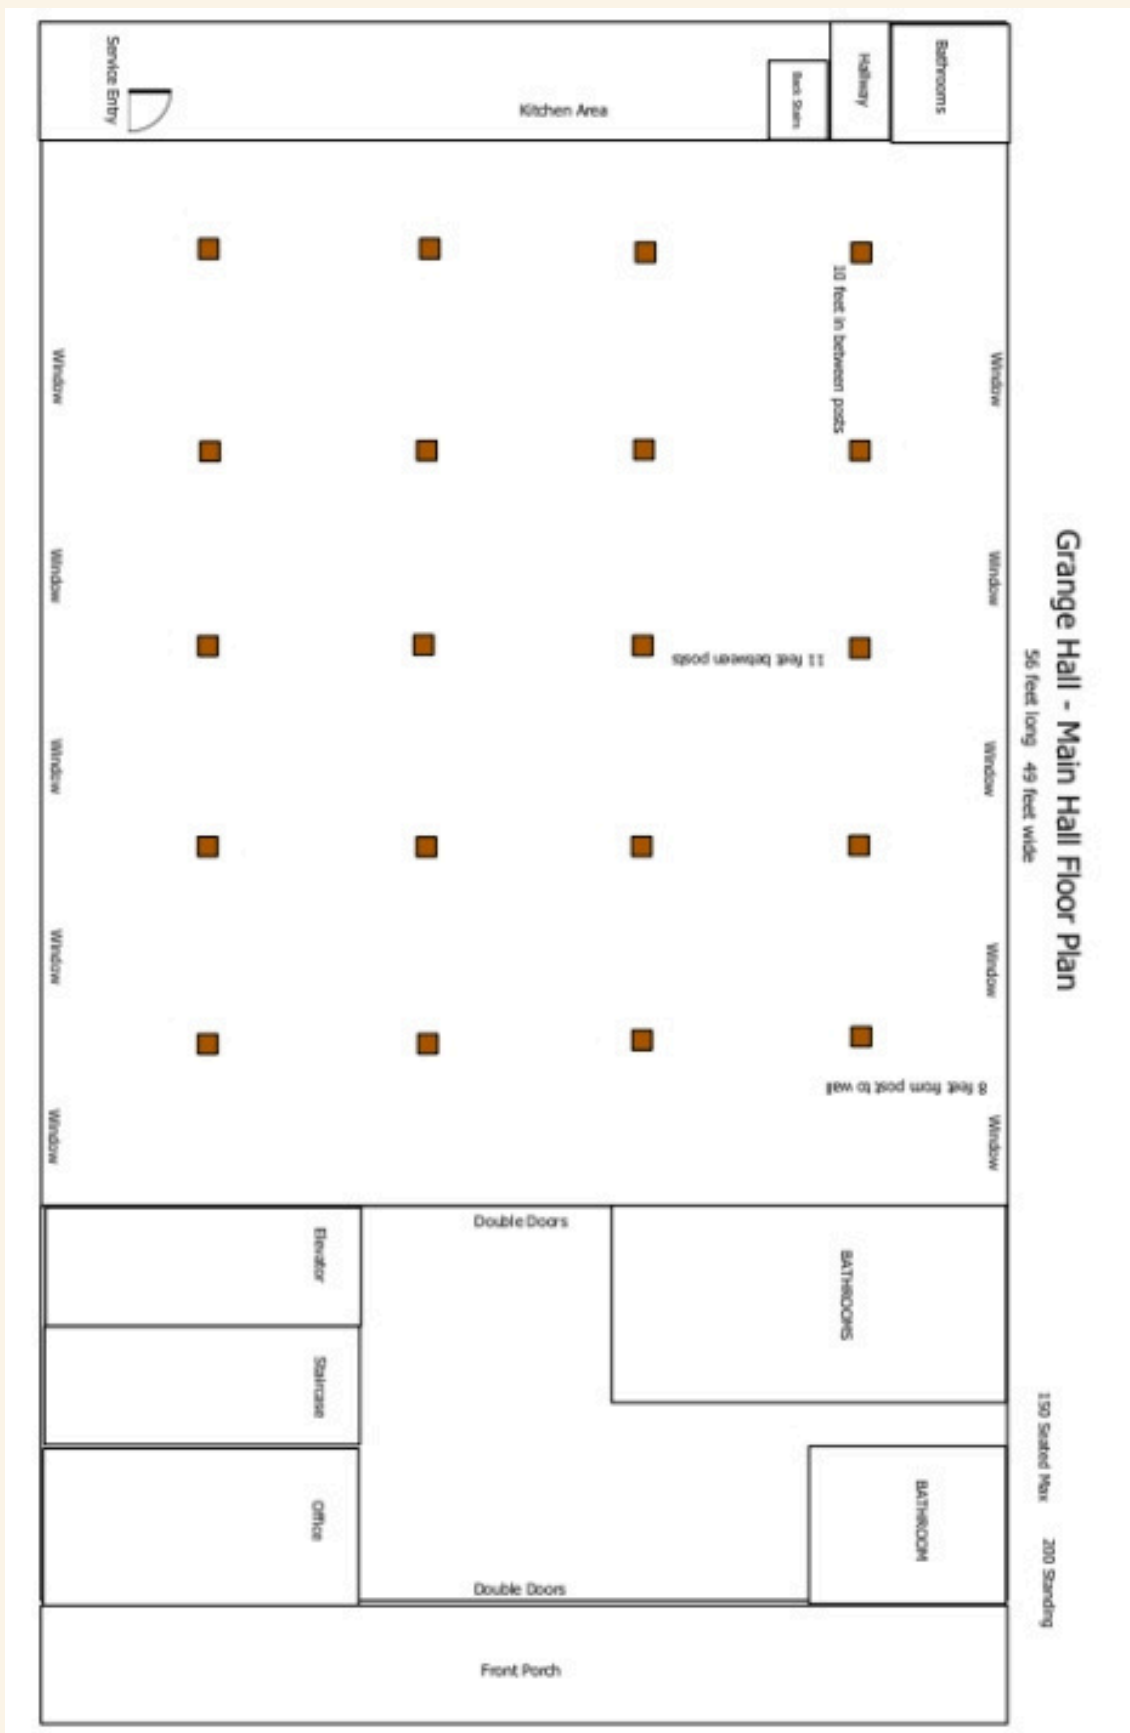 Grange Hall - Main Hall Floor Plan
56 feet long 49 feet wide
Service Entry
Kitchen Area
Back Stairs
Hallway
Bathrooms
10 feet in between posts
Window
Window
Window
Window
11 feet between posts
Window
Window
Window
Window
8 feet from post to wall
Window
Window
Double Doors
Elevator
BATHROOMS
Staircase
150 Seated Max 200 Standing
Office
BATHROOM
Double Doors
Front Porch